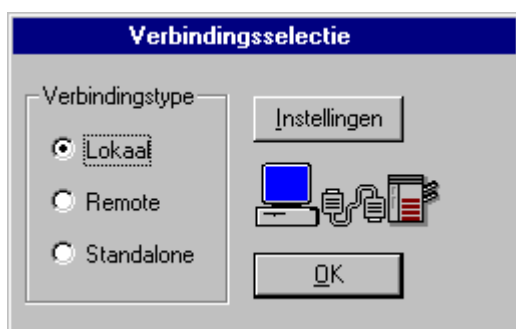 Verbindingsselectie
Verbindingstype
Lokaal
Remote
Standalone
Instellingen
OK